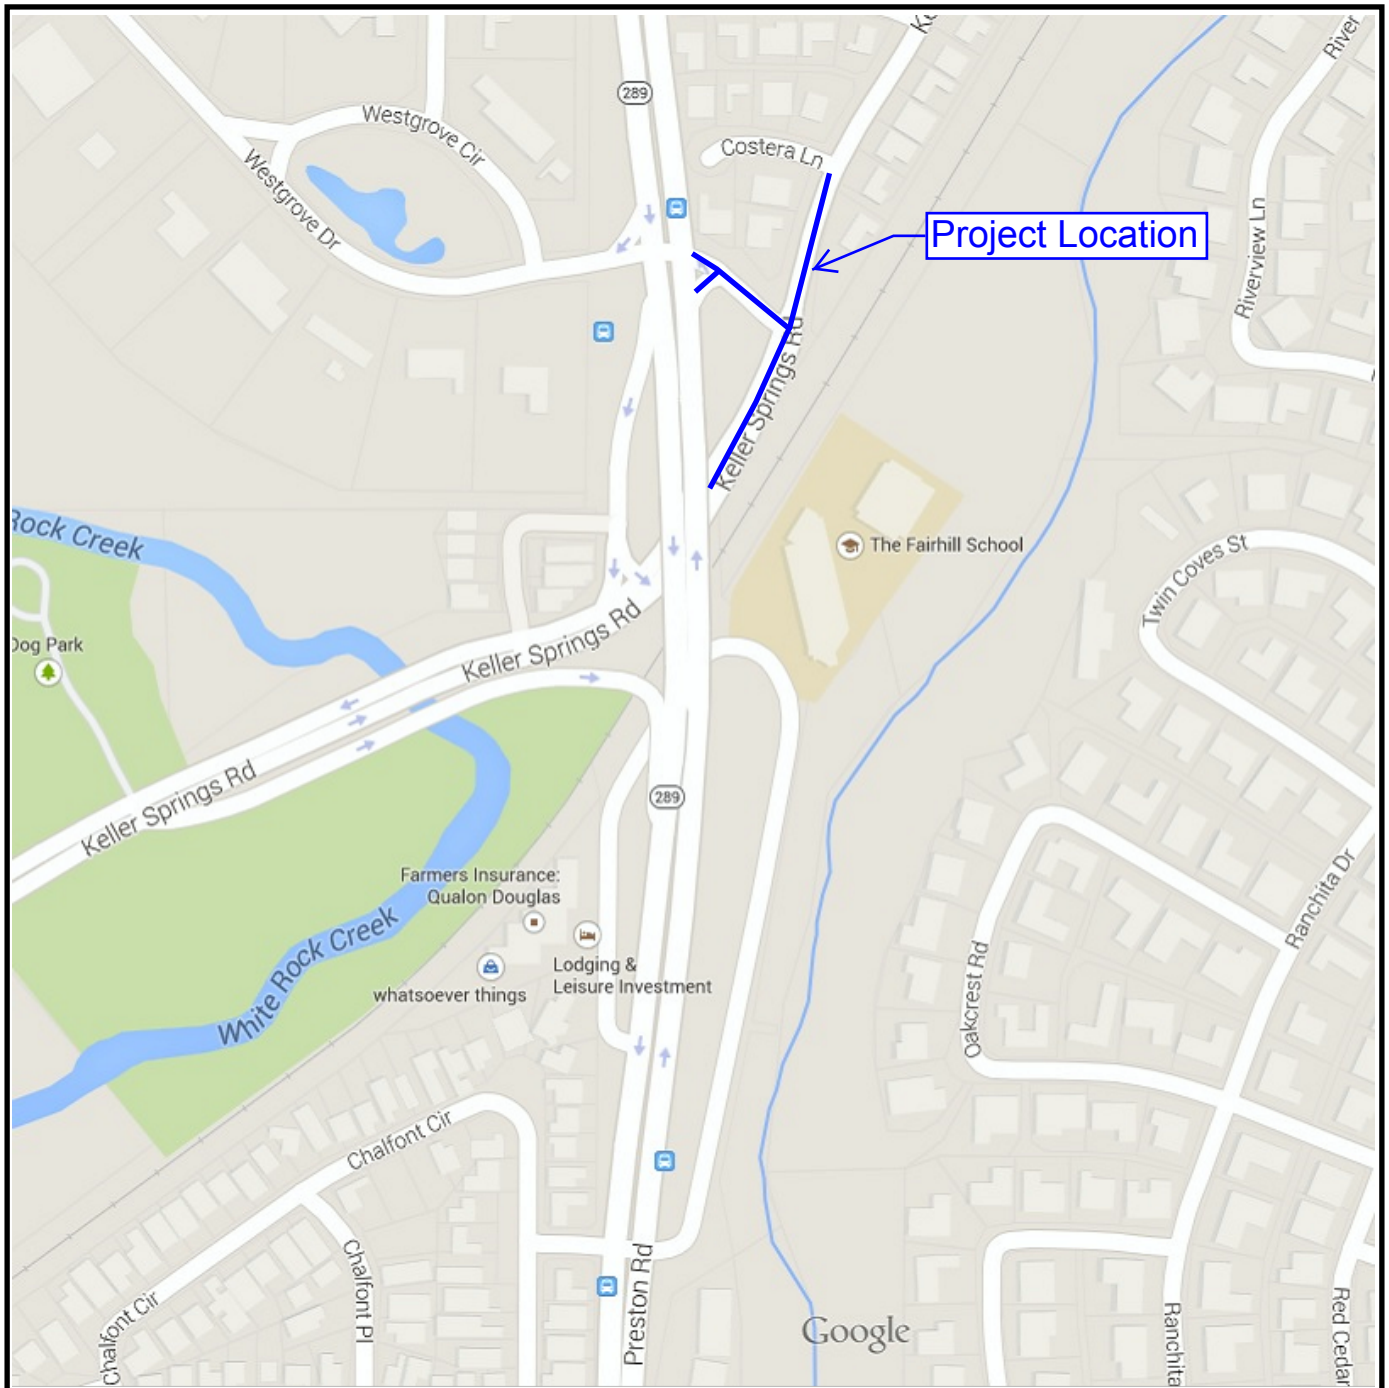 Ke
River
289
Westgrove Cir
Costera Ln
Westgrove Dr
Project Location
Riverview Ln
Keller Springs Rd
Rock Creek
The Fairhill School
Twin Coves St
Dog Park
Keller Springs Rd
Keller Springs Rd
289
Farmers Insurance:
Qualon Douglas
Ranchita Dr
White Rock Creek
Lodging &
Leisure Investment
whatsoever things
Oakcrest Rd
Chalfont Cir
Chalfont Pl
Chalfont Cir
Preston Rd
Google
Ranchita
Red Cedar